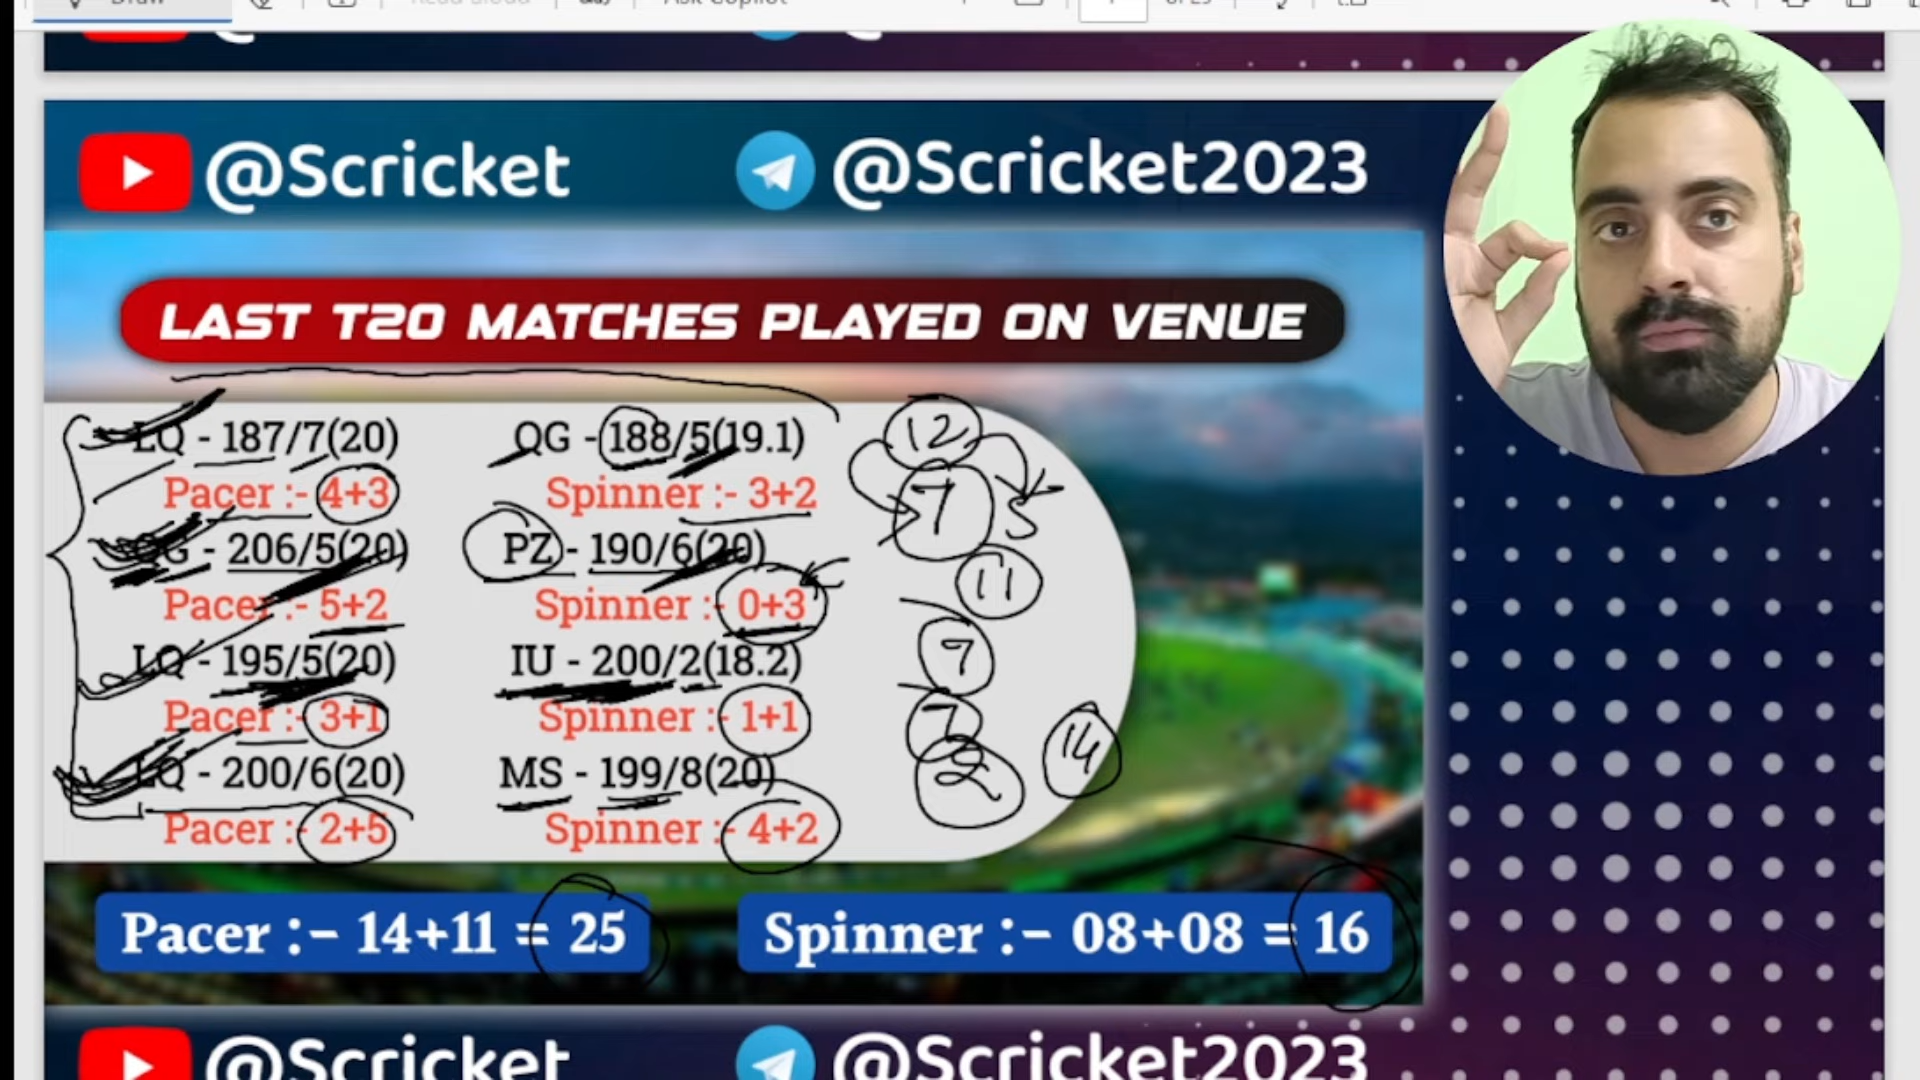 @Scricket @Scricket2023
LAST T20 MATCHES PLAYED ON VENUE
LQ - 187/7(20) QG - 188/5(19.1) 12
Pacer :- 4+3 Spinner :- 3+2 7 5
QG - 206/5(20) PZ - 190/6(20)
Pacer :- 5+2 Spinner :- 0+3 11
LQ - 195/5(20) IU - 200/2(18.2)
Pacer :- 3+1 Spinner :- 1+1 7
LQ - 200/6(20) MS - 199/8(20) 2 14
Pacer :- 2+5 Spinner :- 4+2
Pacer :- 14+11 = 25 Spinner :- 08+08 = 16
@Scricket @Scricket2023